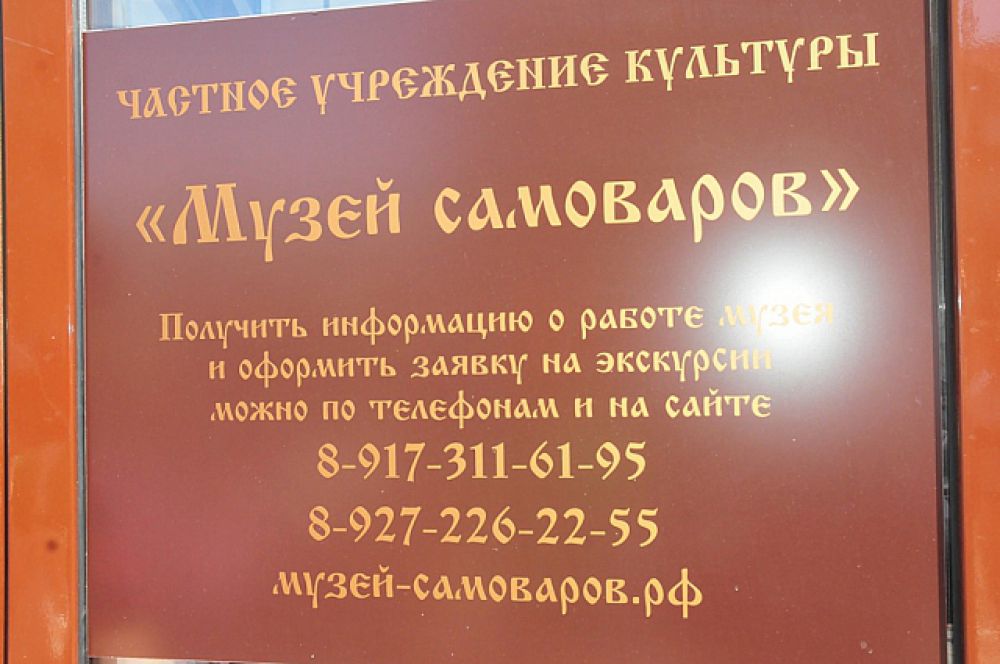 ЧАСТНОЕ УЧРЕЖДЕНИЕ КУЛЬТУРЫ
«Музей самоваров»
Получить информацию о работе музея
и оформить заявку на экскурсии
можно по телефонам и на сайте
8-917-311-61-95
8-927-226-22-55
музей-самоваров.рф